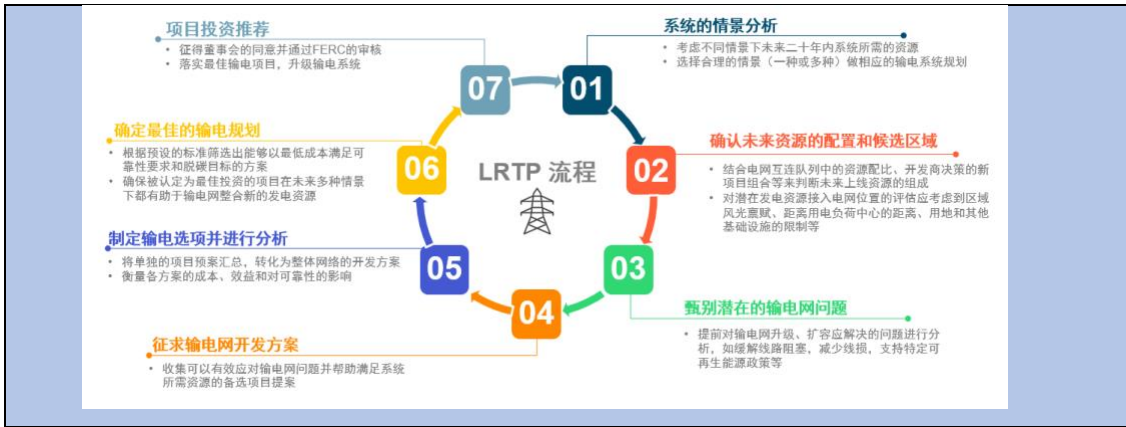 系统的情景分析
• 考虑不同情景下未来二十年内系统所需的资源
• 选择合理的情景（一种或多种）做相应的输电系统规划
01
确认未来资源的配置和候选区域
• 结合电网互连队列中的资源配比、开发商决策的新
项目组合等来判断未来上线资源的组成
• 对潜在发电资源接入电网位置的评估应考虑到区域
风光禀赋、距离用电负荷中心的距离、用地和其他
基础设施的限制等
02
甄别潜在的输电网问题
• 提前对输电网升级、扩容应解决的问题进行分
析，如缓解线路阻塞，减少线损，支持特定可
再生能源政策等
03
征求输电网开发方案
• 收集可以有效应对输电网问题并帮助满足系统
所需资源的备选项目提案
04
制定输电选项并进行分析
• 将单独的项目预案汇总，转化为整体网络的开发方案
• 衡量各方案的成本、效益和对可靠性的影响
05
确定最佳的输电规划
• 根据预设的标准筛选出能够以最低成本满足可
靠性要求和脱碳目标的方案
• 确保被认定为最佳投资的项目在未来多种情景
下都有助于输电网整合新的发电资源
06
项目投资推荐
• 征得董事会的同意并通过FERC的审核
• 落实最佳输电项目，升级输电系统
07
LRTP 流程